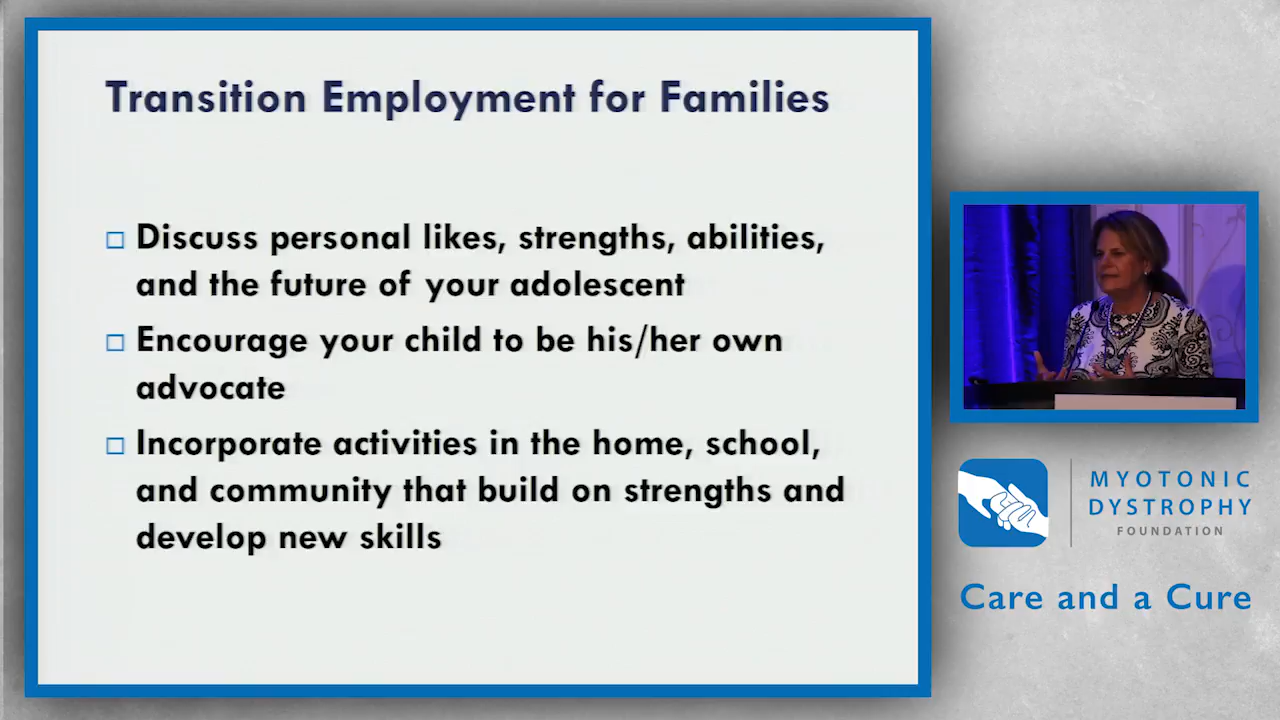 Transition Employment for Families
Discuss personal likes, strengths, abilities,
and the future of your adolescent
Encourage your child to be his/her own
advocate
Incorporate activities in the home, school,
and community that build on strengths and
develop new skills
MYOTONIC
DYSTROPHY
FOUNDATION
Care and a Cure